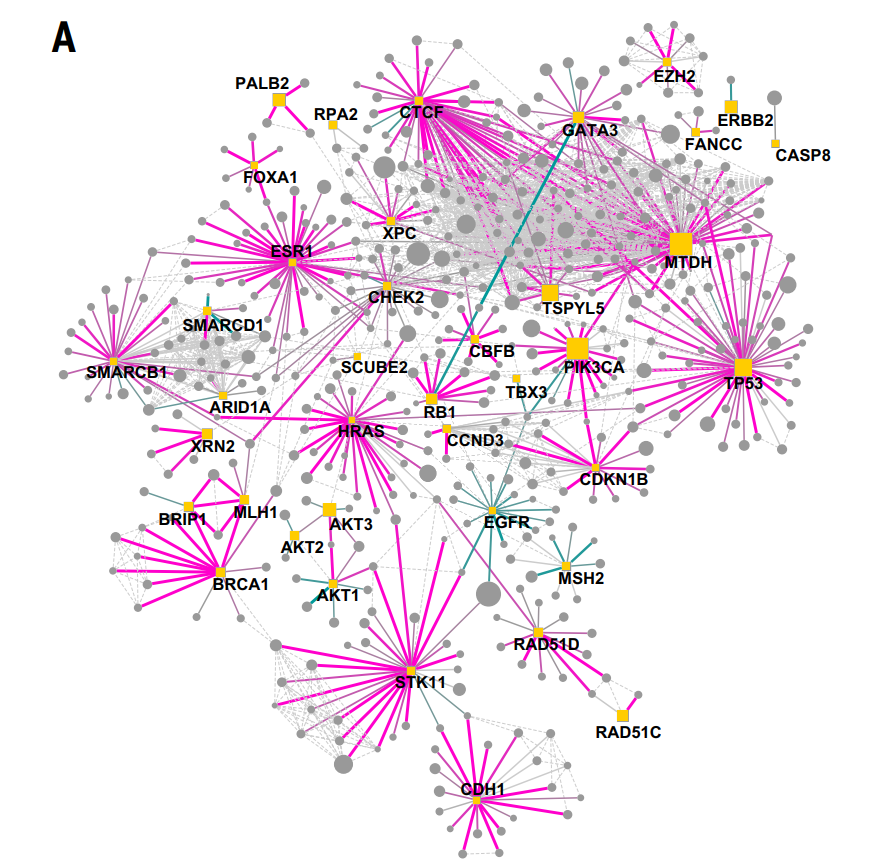 A
EZH2
PALB2
RPA2
CTCF
GATA3
ERBB2
FANCC
CASP8
FOXA1
XPC
ESR1
MTDH
CHEK2
TSPYL5
SMARCD1
CBFB
SCUBE2
PIK3CA
SMARCB1
TP53
TBX3
ARID1A
RB1
HRAS
CCND3
XRN2
CDKN1B
BRIP1
MLH1
AKT3
EGFR
AKT2
MSH2
BRCA1
AKT1
RAD51D
STK11
RAD51C
CDH1